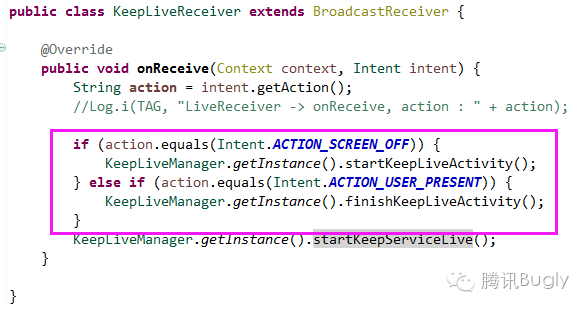 public class KeepLiveReceiver extends BroadcastReceiver {
@Override
public void onReceive(Context context, Intent intent) {
String action = intent.getAction();
//Log.i(TAG, "LiveReceiver -> onReceive, action : " + action);
if (action.equals(Intent.ACTION_SCREEN_OFF)) {
KeepLiveManager.getInstance().startKeepLiveActivity();
} else if (action.equals(Intent.ACTION_USER_PRESENT)) {
KeepLiveManager.getInstance().finishKeepLiveActivity();
}
KeepLiveManager.getInstance().startKeepServiceLive();
}
}
腾讯Bugly